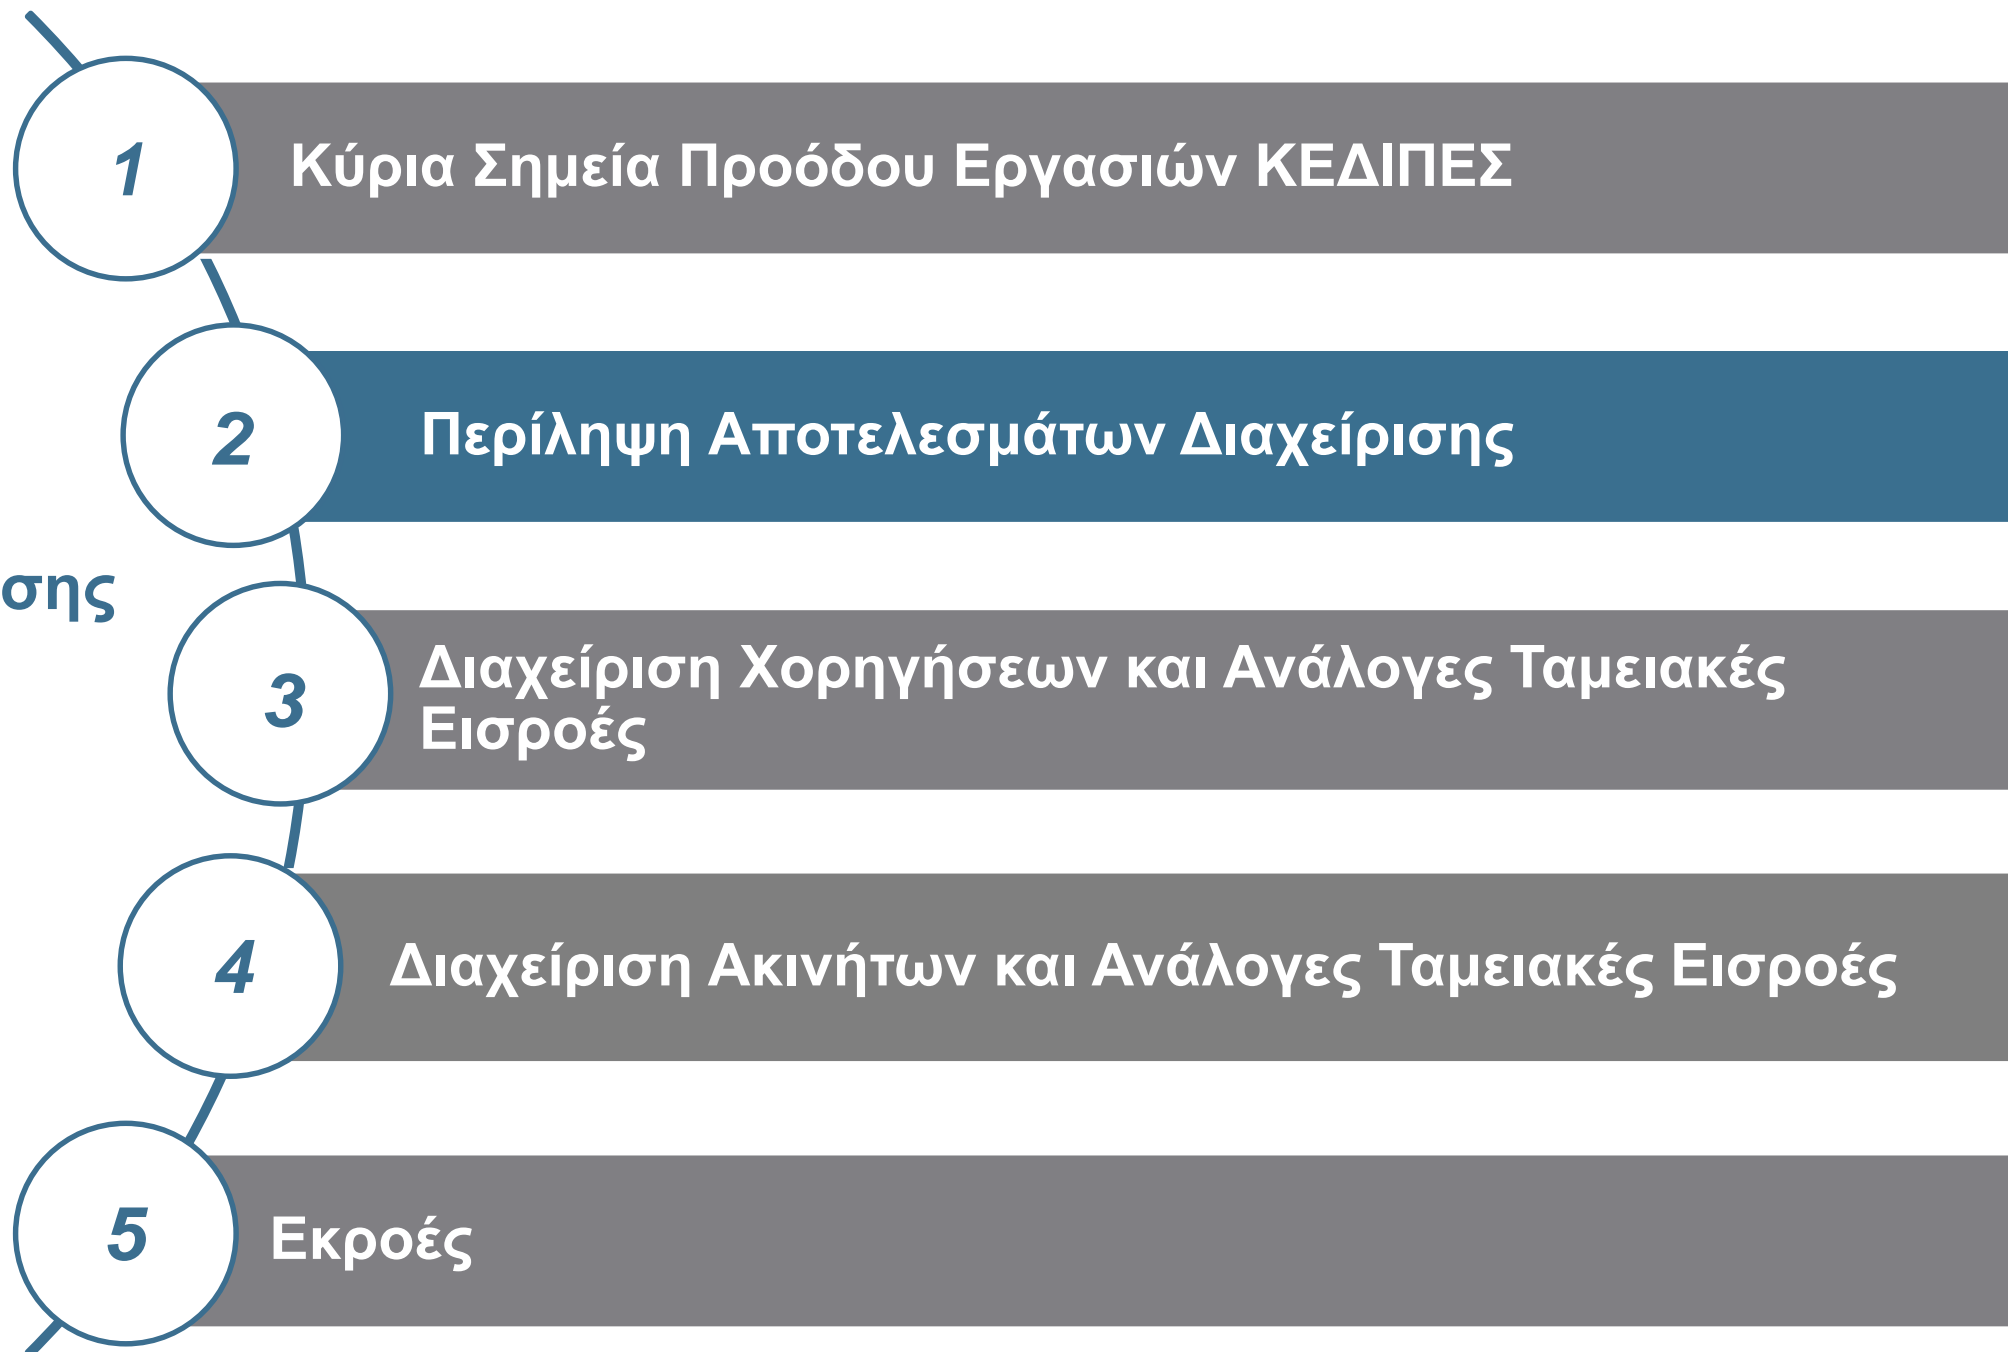 1
Κύρια Σημεία Προόδου Εργασιών ΚΕΔΙΠΕΣ
2
Περίληψη Αποτελεσμάτων Διαχείρισης
σης
3
Διαχείριση Χορηγήσεων και Ανάλογες Ταμειακές
Εισροές
4
Διαχείριση Ακινήτων και Ανάλογες Ταμειακές Εισροές
5
Εκροές